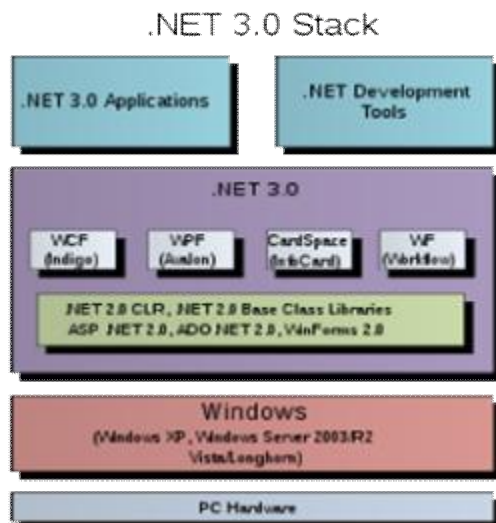 .NET 3.0 Stack
.NET 3.0 Applications
.NET Development
Tools
.NET 3.0
WCF
(Indigo)
WPF
(Avalon)
CardSpace
(InfoCard)
WF
(Workflow)
.NET 2.0 CLR, .NET 2.0 Base Class Libraries
ASP .NET 2.0, ADO.NET 2.0, WinForms 2.0
Windows
(Windows XP, Windows Server 2003/R2
Vista/Longhorn)
PC Hardware